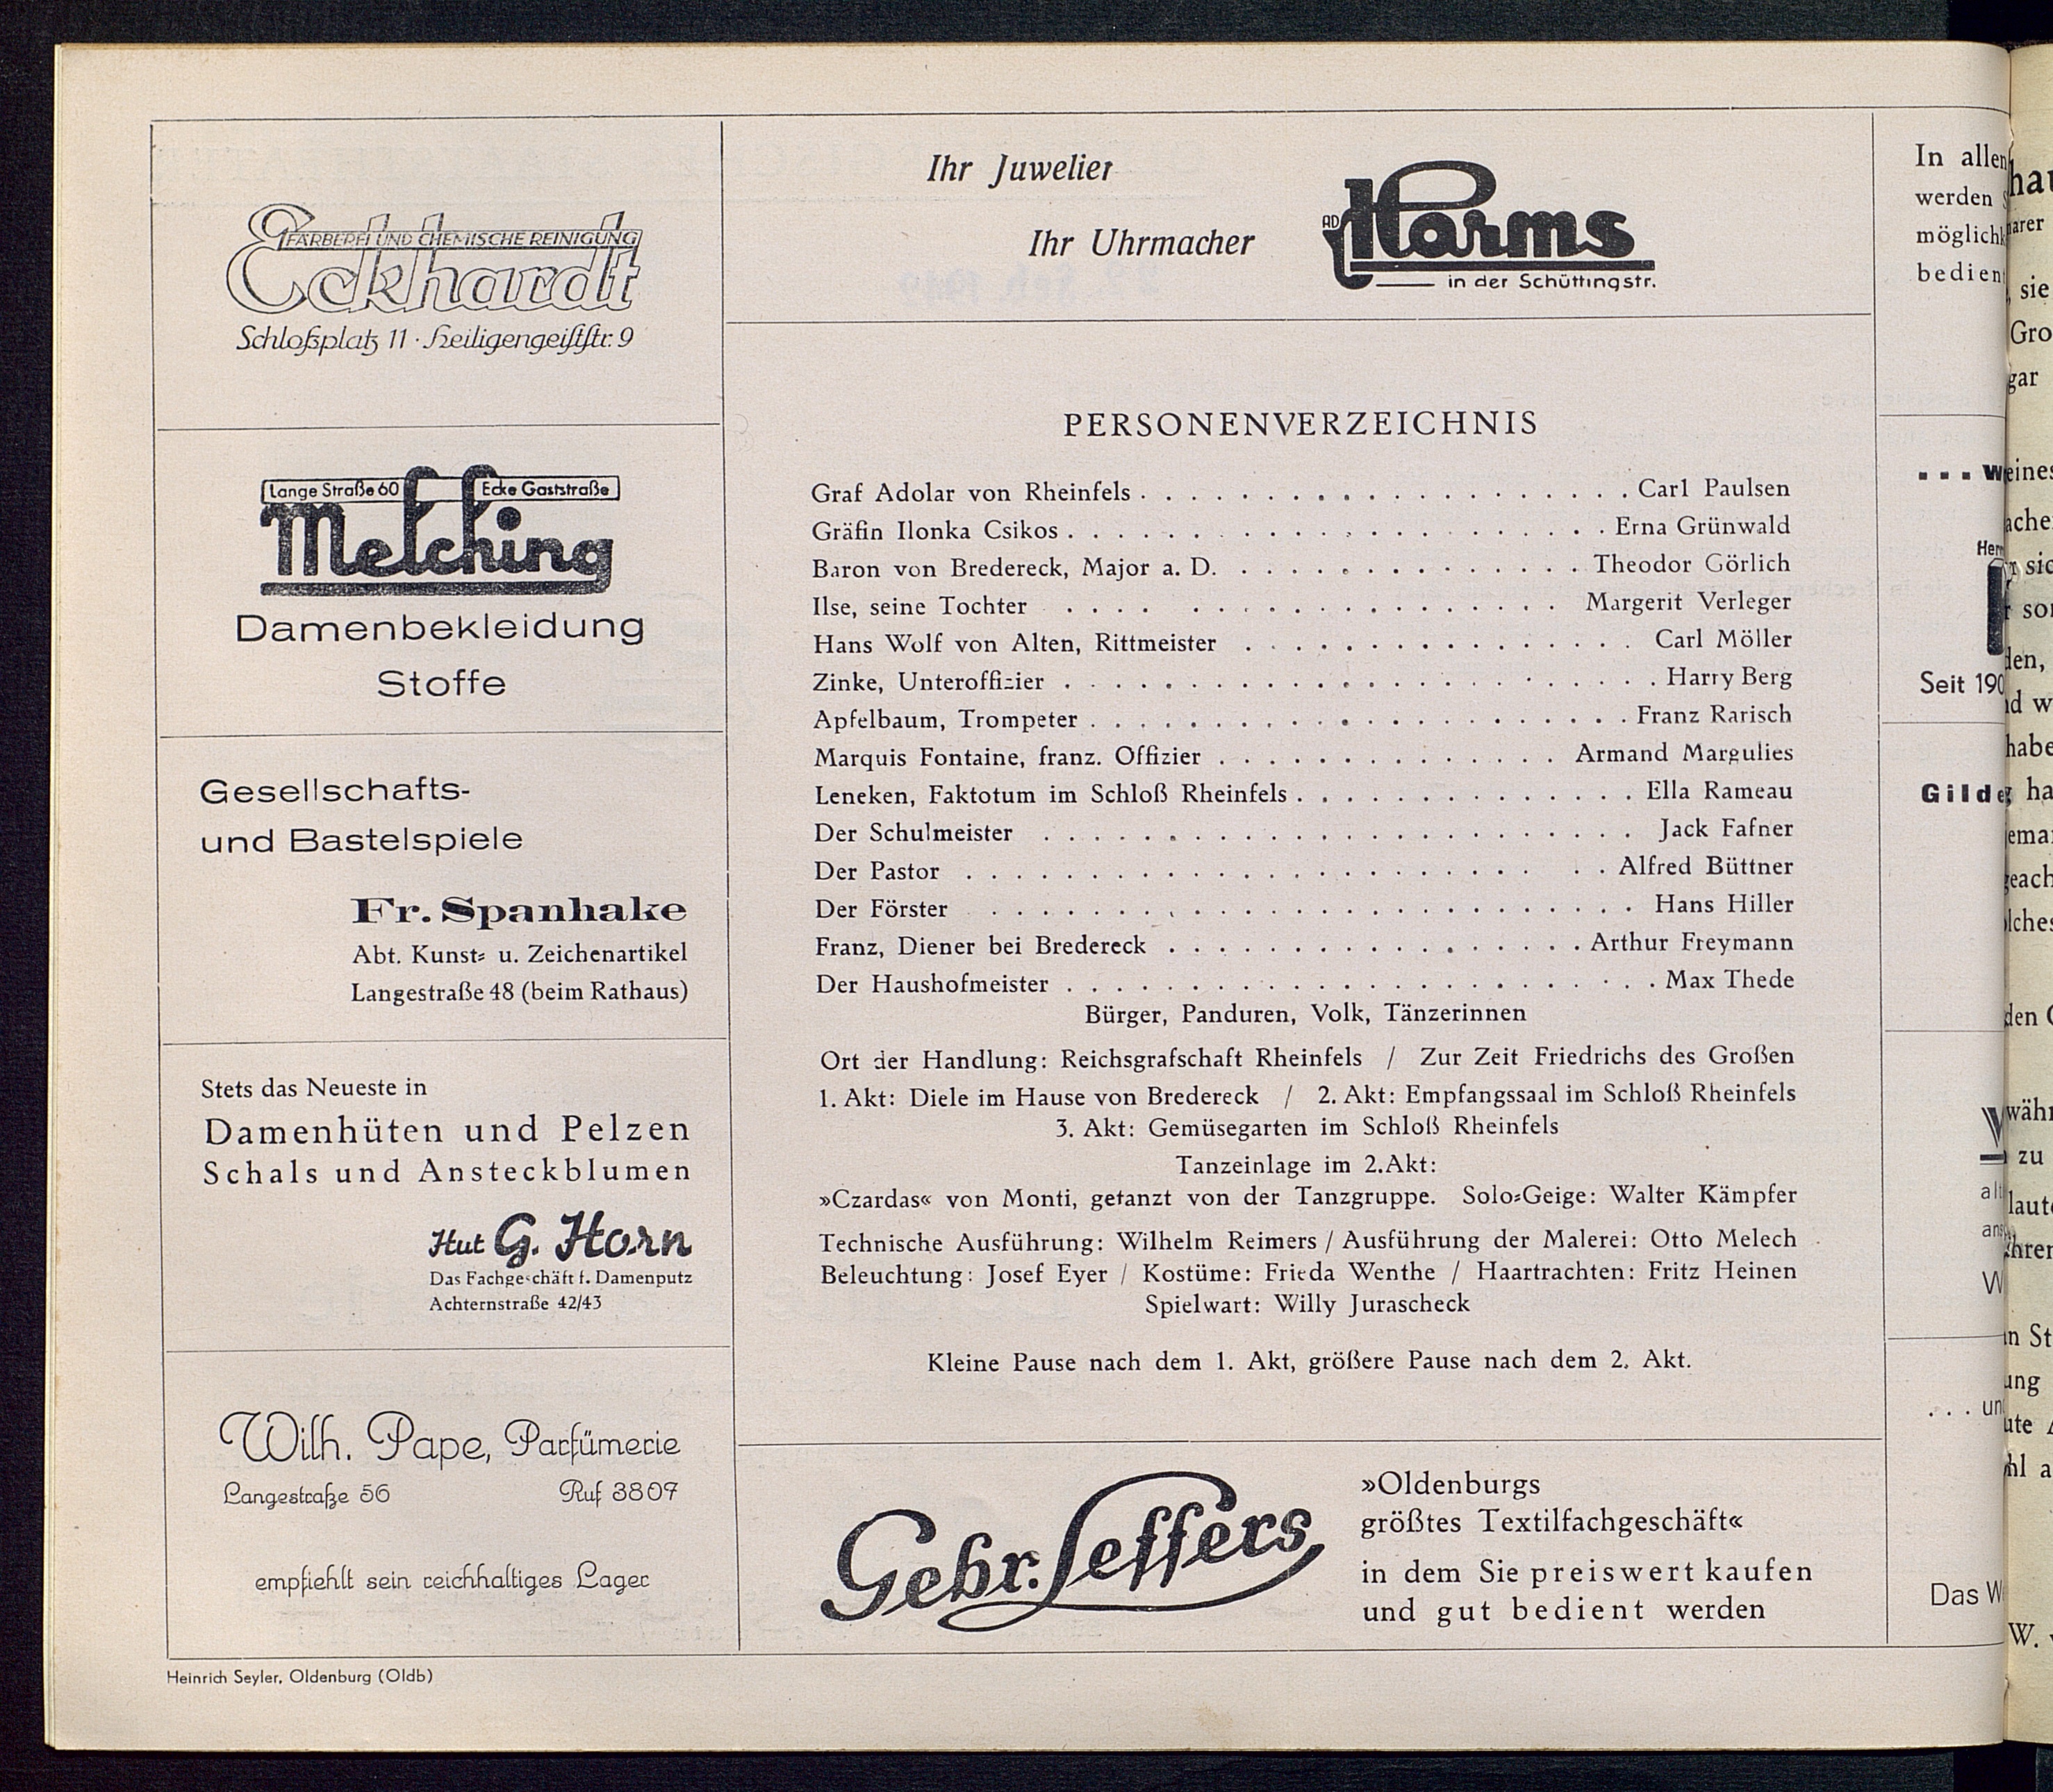 FÄRBEREI UND CHEMISCHE REINIGUNG
Eckhardt
Schloßplatz 11 · Heiligengeiststr. 9
Lange Straße 60 Ecke Gaststraße
Melching
Damenbekleidung
Stoffe
Gesellschafts-
und Bastelspiele
Fr. Spanhake
Abt. Kunst- u. Zeichenartikel
Langestraße 48 (beim Rathaus)
Stets das Neueste in
Damenhüten und Pelzen
Schals und Ansteckblumen
Hut G. Horn
Das Fachgeschäft f. Damenputz
Achternstraße 42/43
Wilh. Pape, Parfümerie
Langestraße 56 Ruf 3807
empfiehlt sein reichhaltiges Lager
Heinrich Seyler, Oldenburg (Oldb)
Ihr Juwelier
Ihr Uhrmacher
AD Harms
in der Schüttingstr.
PERSONENVERZEICHNIS
Graf Adolar von Rheinfels . . . . . . . . . . . . . . . . . . . . Carl Paulsen
Gräfin Ilonka Csikos . . . . . . . . . . . . . . . . . . . . Erna Grünwald
Baron von Bredereck, Major a. D. . . . . . . . . . . . . . . . Theodor Görlich
Ilse, seine Tochter . . . . . . . . . . . . . . . . . . . Margerit Verleger
Hans Wolf von Alten, Rittmeister . . . . . . . . . . . . . . . Carl Möller
Zinke, Unteroffizier . . . . . . . . . . . . . . . . . . . . . . Harry Berg
Apfelbaum, Trompeter . . . . . . . . . . . . . . . . . . . . Franz Rarisch
Marquis Fontaine, franz. Offizier . . . . . . . . . . . . . . Armand Margulies
Leneken, Faktotum im Schloß Rheinfels . . . . . . . . . . . . . . Ella Rameau
Der Schulmeister . . . . . . . . . . . . . . . . . . . . . . . Jack Fafner
Der Pastor . . . . . . . . . . . . . . . . . . . . . . . . Alfred Büttner
Der Förster . . . . . . . . . . . . . . . . . . . . . . . . Hans Hiller
Franz, Diener bei Bredereck . . . . . . . . . . . . . . . . Arthur Freymann
Der Haushofmeister . . . . . . . . . . . . . . . . . . . . . . Max Thede
Bürger, Panduren, Volk, Tänzerinnen
Ort der Handlung: Reichsgrafschaft Rheinfels / Zur Zeit Friedrichs des Großen
1. Akt: Diele im Hause von Bredereck / 2. Akt: Empfangssaal im Schloß Rheinfels
3. Akt: Gemüsegarten im Schloß Rheinfels
Tanzeinlage im 2.Akt:
»Czardas« von Monti, getanzt von der Tanzgruppe. Solo-Geige: Walter Kämpfer
Technische Ausführung: Wilhelm Reimers / Ausführung der Malerei: Otto Melech
Beleuchtung: Josef Eyer / Kostüme: Frieda Wenthe / Haartrachten: Fritz Heinen
Spielwart: Willy Jurascheck
Kleine Pause nach dem 1. Akt, größere Pause nach dem 2. Akt.
Gebr. Leffers
»Oldenburgs
größtes Textilfachgeschäft«
in dem Sie preiswert kaufen
und gut bedient werden
In allen
werden
Seit 190
Das